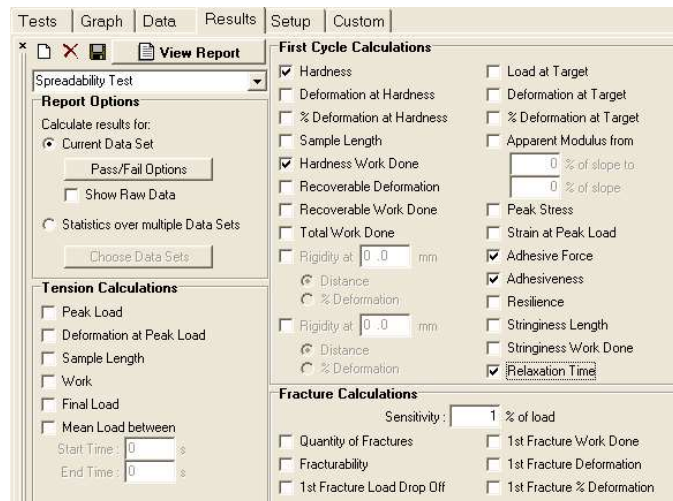 Tests Graph Data Results Setup Custom
View Report
Spreadability Test
Report Options
Calculate results for:
Current Data Set
Pass/Fail Options
Show Raw Data
Statistics over multiple Data Sets
Choose Data Sets
Tension Calculations
Peak Load
Deformation at Peak Load
Sample Length
Work
Final Load
Mean Load between
Start Time : 0 s
End Time : 0 s
First Cycle Calculations
Hardness
Deformation at Hardness
% Deformation at Hardness
Sample Length
Hardness Work Done
Recoverable Deformation
Recoverable Work Done
Total Work Done
Rigidity at 0 .0 mm
Distance
% Deformation
Rigidity at 0 .0 mm
Distance
% Deformation
Load at Target
Deformation at Target
% Deformation at Target
Apparent Modulus from
0 % of slope to
0 % of slope
Peak Stress
Strain at Peak Load
Adhesive Force
Adhesiveness
Resilience
Stringiness Length
Stringiness Work Done
Relaxation Time
Fracture Calculations
Sensitivity : 1 % of load
Quantity of Fractures
Fracturability
1st Fracture Load Drop Off
1st Fracture Work Done
1st Fracture Deformation
1st Fracture % Deformation